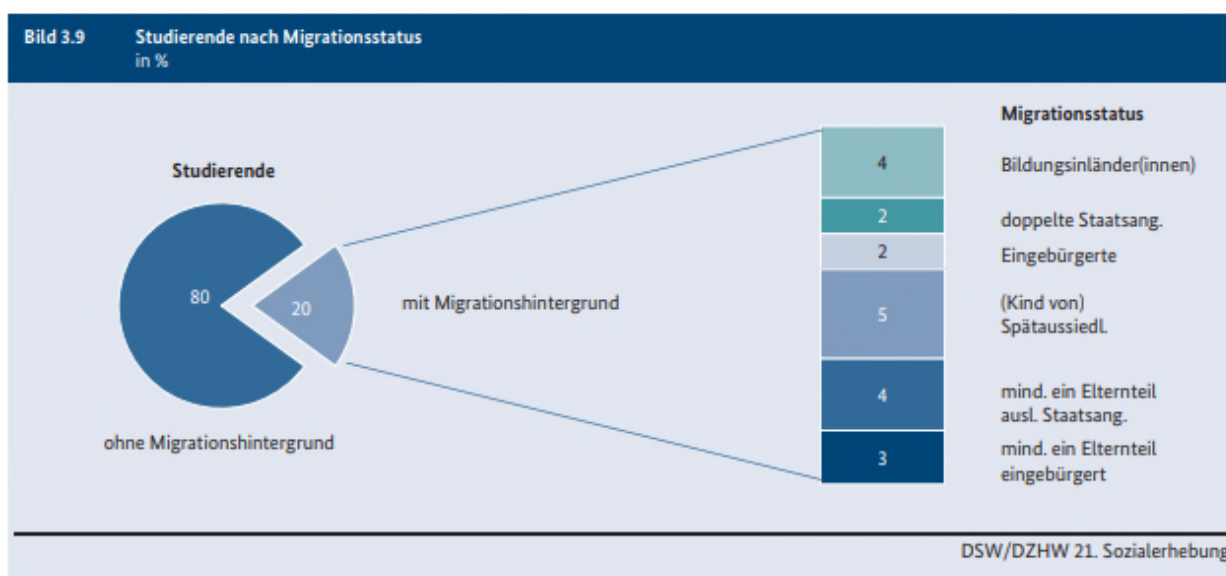 Bild 3.9 Studierende nach Migrationsstatus
in %
Studierende
80
20
ohne Migrationshintergrund
mit Migrationshintergrund
Migrationsstatus
4 Bildungsinländer(innen)
2 doppelte Staatsang.
2 Eingebürgerte
5 (Kind von)
Spätaussiedl.
4 mind. ein Elternteil
ausl. Staatsang.
3 mind. ein Elternteil
eingebürgert
DSW/DZHW 21. Sozialerhebung